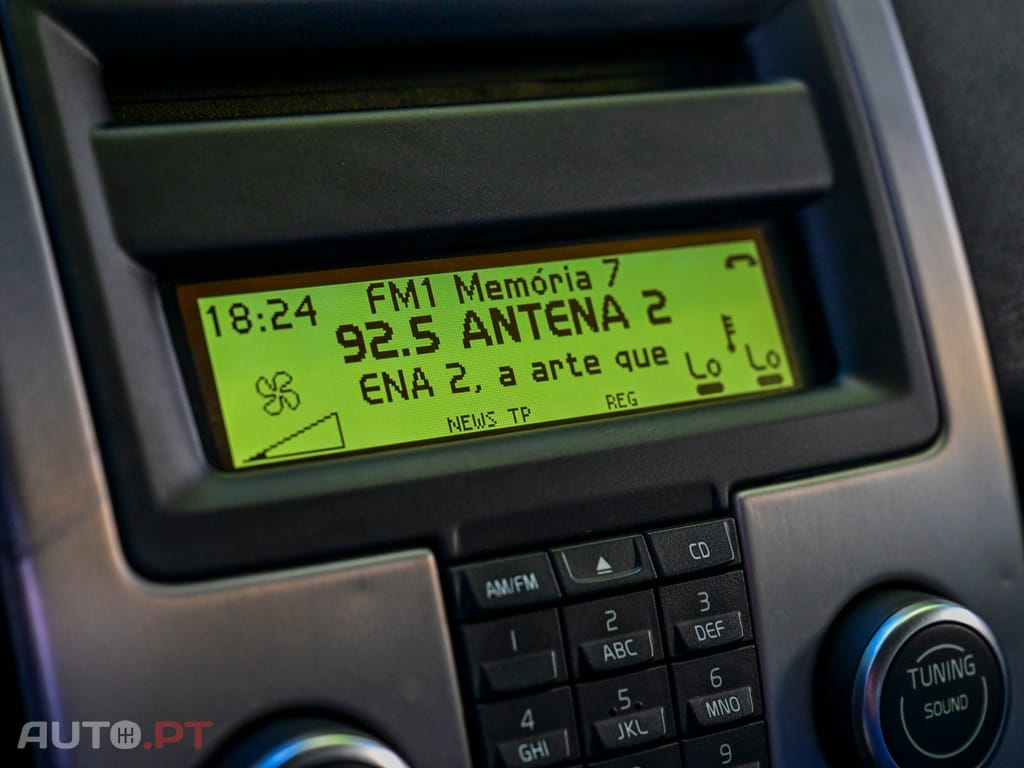 FM1 Memória 7
18:24
92.5 ANTENA 2
ENA 2, a arte que
Lo Lo
NEWS TP REG
AM/FM
CD
1
2 ABC
3 DEF
4 GHI
5 JKL
6 MNO
9
TUNING
SOUND
AUTO.PT